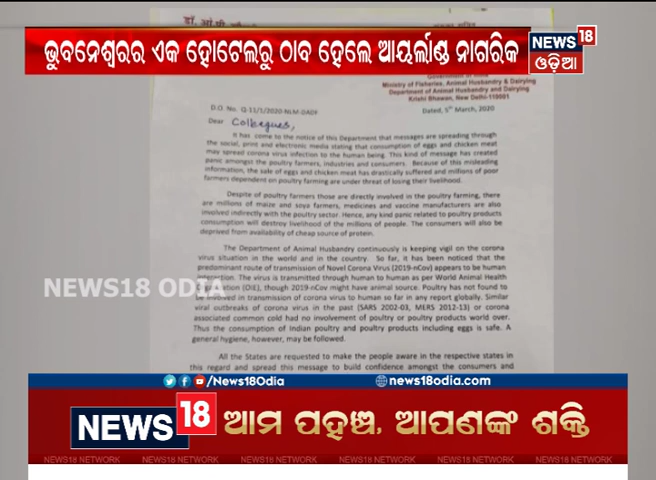 ଭୁବନେଶ୍ୱରର ଏକ ହୋଟେଲରୁ ଠାବ ହେଲେ ଆୟର୍ଲାଣ୍ଡ ନାଗରିକ
NEWS18
ଓଡ଼ିଆ
Government of India
Ministry of Fisheries, Animal Husbandry & Dairying
Department of Animal Husbandry and Dairying
Krishi Bhawan, New Delhi-110001
D.O. No. Q-11/1/2020-NLM-DADF
Dated, 5th March, 2020
Dear Colleagues,
It has come to the notice of this Department that messages are spreading through
the social, print and electronic media stating that consumption of eggs and chicken meat
may spread corona virus infection to the human being. This kind of message has created
panic amongst the poultry farmers, industries and consumers. Because of this misleading
information, the sale of eggs and chicken meat has drastically suffered and millions of poor
farmers dependent on poultry farming are under threat of losing their livelihood.
Despite of poultry farmers those are directly involved in the poultry farming, there
are millions of maize and soya farmers, medicines and vaccine manufacturers are also
involved indirectly with the poultry sector. Hence, any kind panic related to poultry products
consumption will destroy livelihood of the millions of people. The consumers will also be
deprived from availability of cheap source of protein.
The Department of Animal Husbandry continuously is keeping vigil on the corona
virus situation in the world and in the country. So far, it has been noticed that the
predominant route of transmission of Novel Corona Virus (2019-nCov) appears to be human
The virus is transmitted through human to human as per World Animal Health
(OIE), though 2019-nCov might have animal source. Poultry has not found to
be involved in transmission of corona virus to human so far in any report globally. Similar
viral outbreaks of corona virus in the past (SARS 2002-03, MERS 2012-13) or corona
associated common cold had no involvement of poultry or poultry products world over.
Thus the consumption of Indian poultry and poultry products including eggs is safe. A
general hygiene, however, may be followed.
All the States are requested to make the people aware in the respective states in
this regard and spread this message to build confidence amongst the consumers and
NEWS18 ODIA
/News18Odia
news18odia.com
NEWS18 ଆମ ପହଞ୍ଚ, ଆପଣଙ୍କ ଶକ୍ତି
NEWS18 NETWORK NEWS18 NETWORK NEWS18 NETWORK NEWS18 NETWORK NEWS18 NETWORK NEWS18 NETWORK